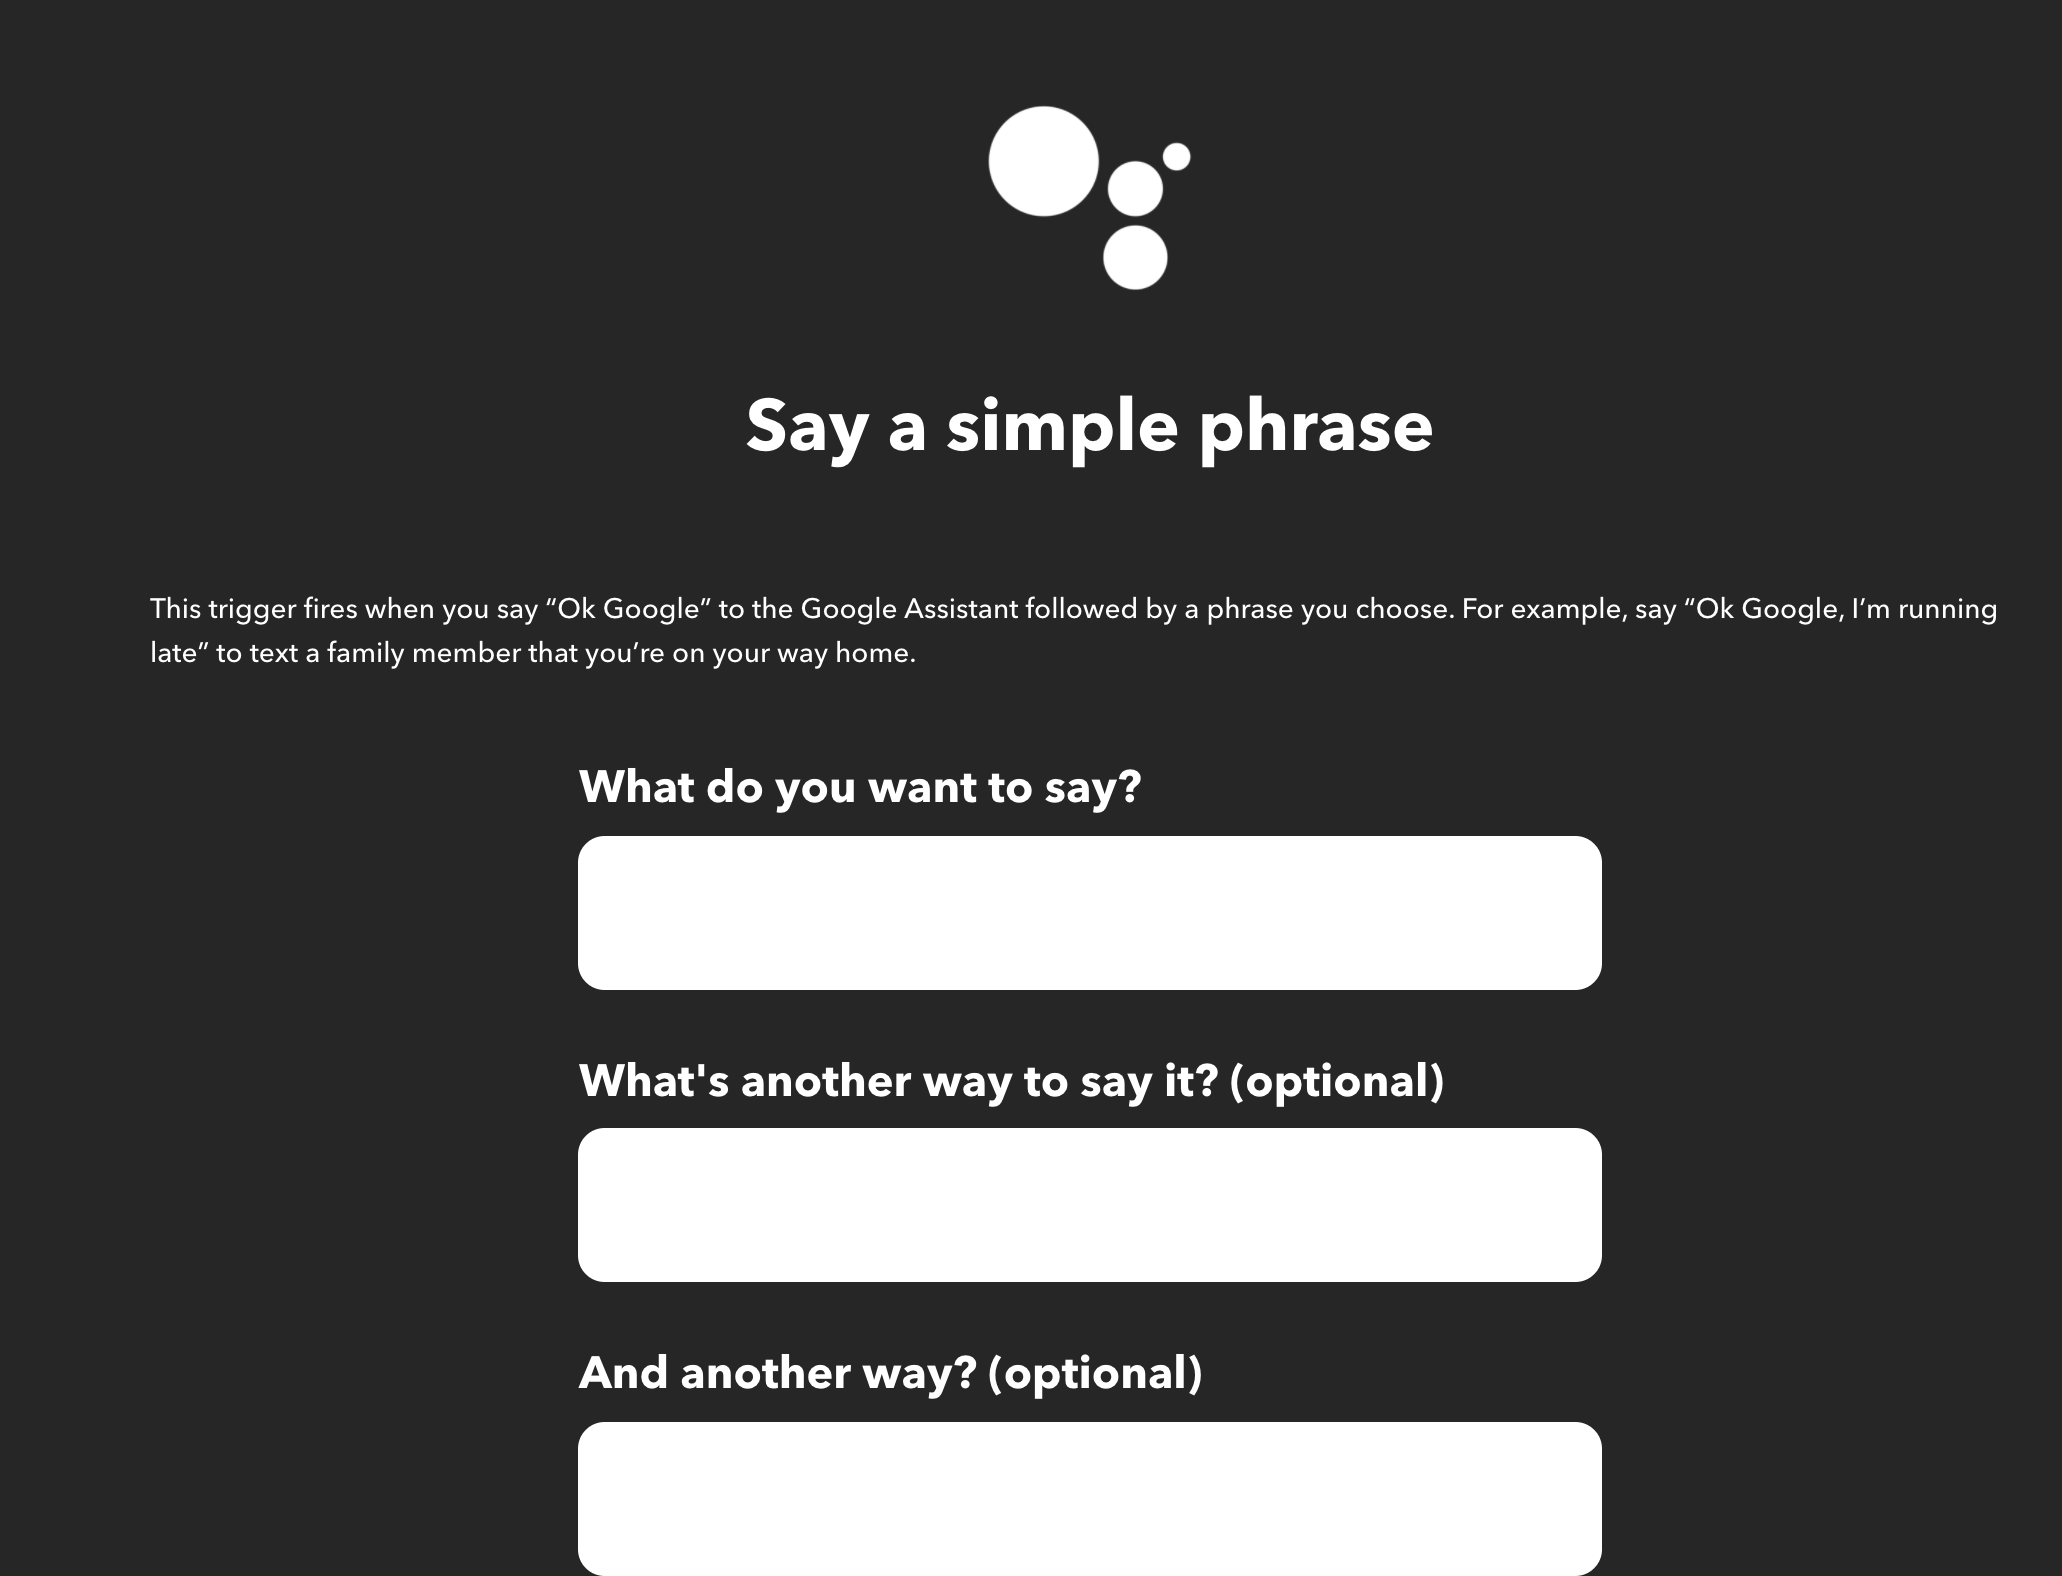 Say a simple phrase
This trigger fires when you say “Ok Google” to the Google Assistant followed by a phrase you choose. For example, say “Ok Google, I’m running
late” to text a family member that you’re on your way home.
What do you want to say?
What's another way to say it? (optional)
And another way? (optional)